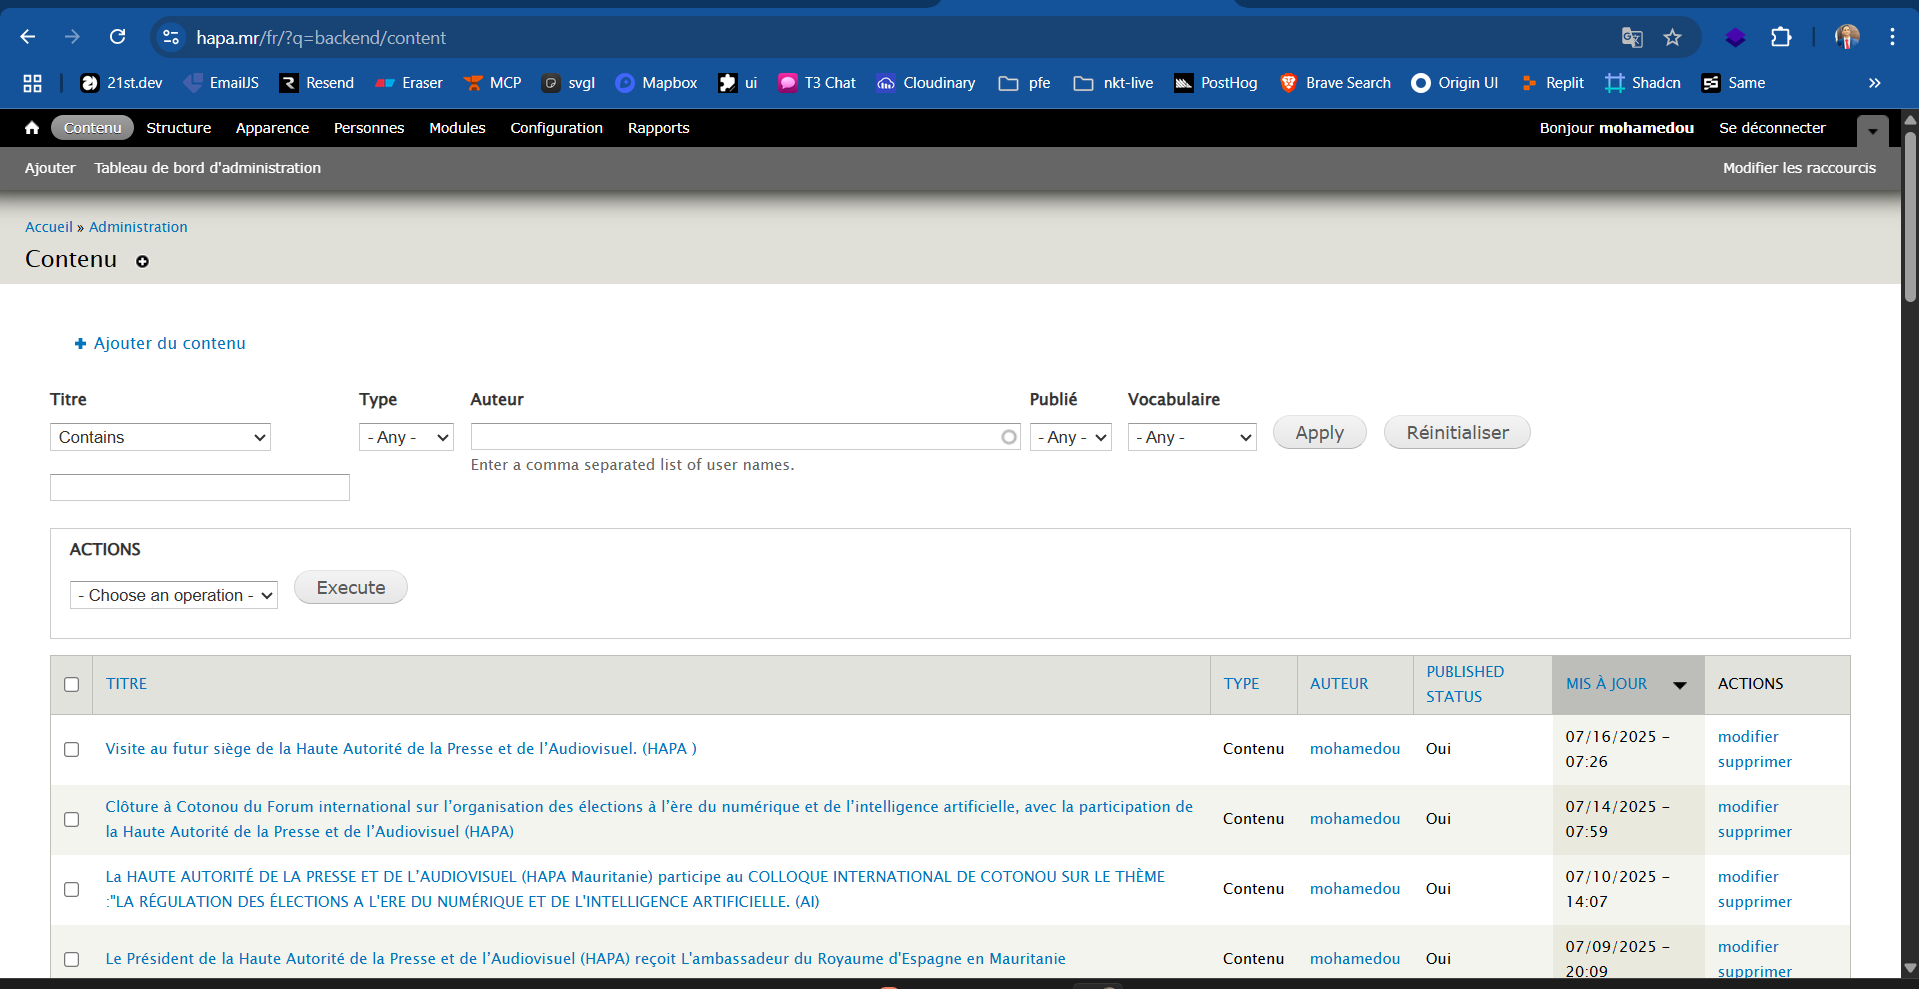 hapa.mr/fr/?q=backend/content
21st.dev EmailJS Resend Eraser MCP svgl Mapbox ui T3 Chat Cloudinary pfe nkt-live PostHog Brave Search Origin UI Replit Shadcn Same
Contenu Structure Apparence Personnes Modules Configuration Rapports Bonjour mohamedou Se déconnecter
Ajouter Tableau de bord d'administration Modifier les raccourcis
Accueil » Administration
Contenu
Ajouter du contenu
Titre Type Auteur Publié Vocabulaire
Contains - Any - - Any - - Any - Apply Réinitialiser
Enter a comma separated list of user names.
ACTIONS
- Choose an operation - Execute
TITRE TYPE AUTEUR PUBLISHED STATUS MIS À JOUR ACTIONS
Visite au futur siège de la Haute Autorité de la Presse et de l’Audiovisuel. (HAPA ) Contenu mohamedou Oui 07/16/2025 - 07:26 modifier supprimer
Clôture à Cotonou du Forum international sur l’organisation des élections à l’ère du numérique et de l’intelligence artificielle, avec la participation de
la Haute Autorité de la Presse et de l’Audiovisuel (HAPA) Contenu mohamedou Oui 07/14/2025 - 07:59 modifier supprimer
La HAUTE AUTORITÉ DE LA PRESSE ET DE L’AUDIOVISUEL (HAPA Mauritanie) participe au COLLOQUE INTERNATIONAL DE COTONOU SUR LE THÈME
:"LA RÉGULATION DES ÉLECTIONS A L'ERE DU NUMÉRIQUE ET DE L'INTELLIGENCE ARTIFICIELLE. (AI) Contenu mohamedou Oui 07/10/2025 - 14:07 modifier supprimer
Le Président de la Haute Autorité de la Presse et de l’Audiovisuel (HAPA) reçoit L'ambassadeur du Royaume d'Espagne en Mauritanie Contenu mohamedou Oui 07/09/2025 - 20:09 modifier supprimer